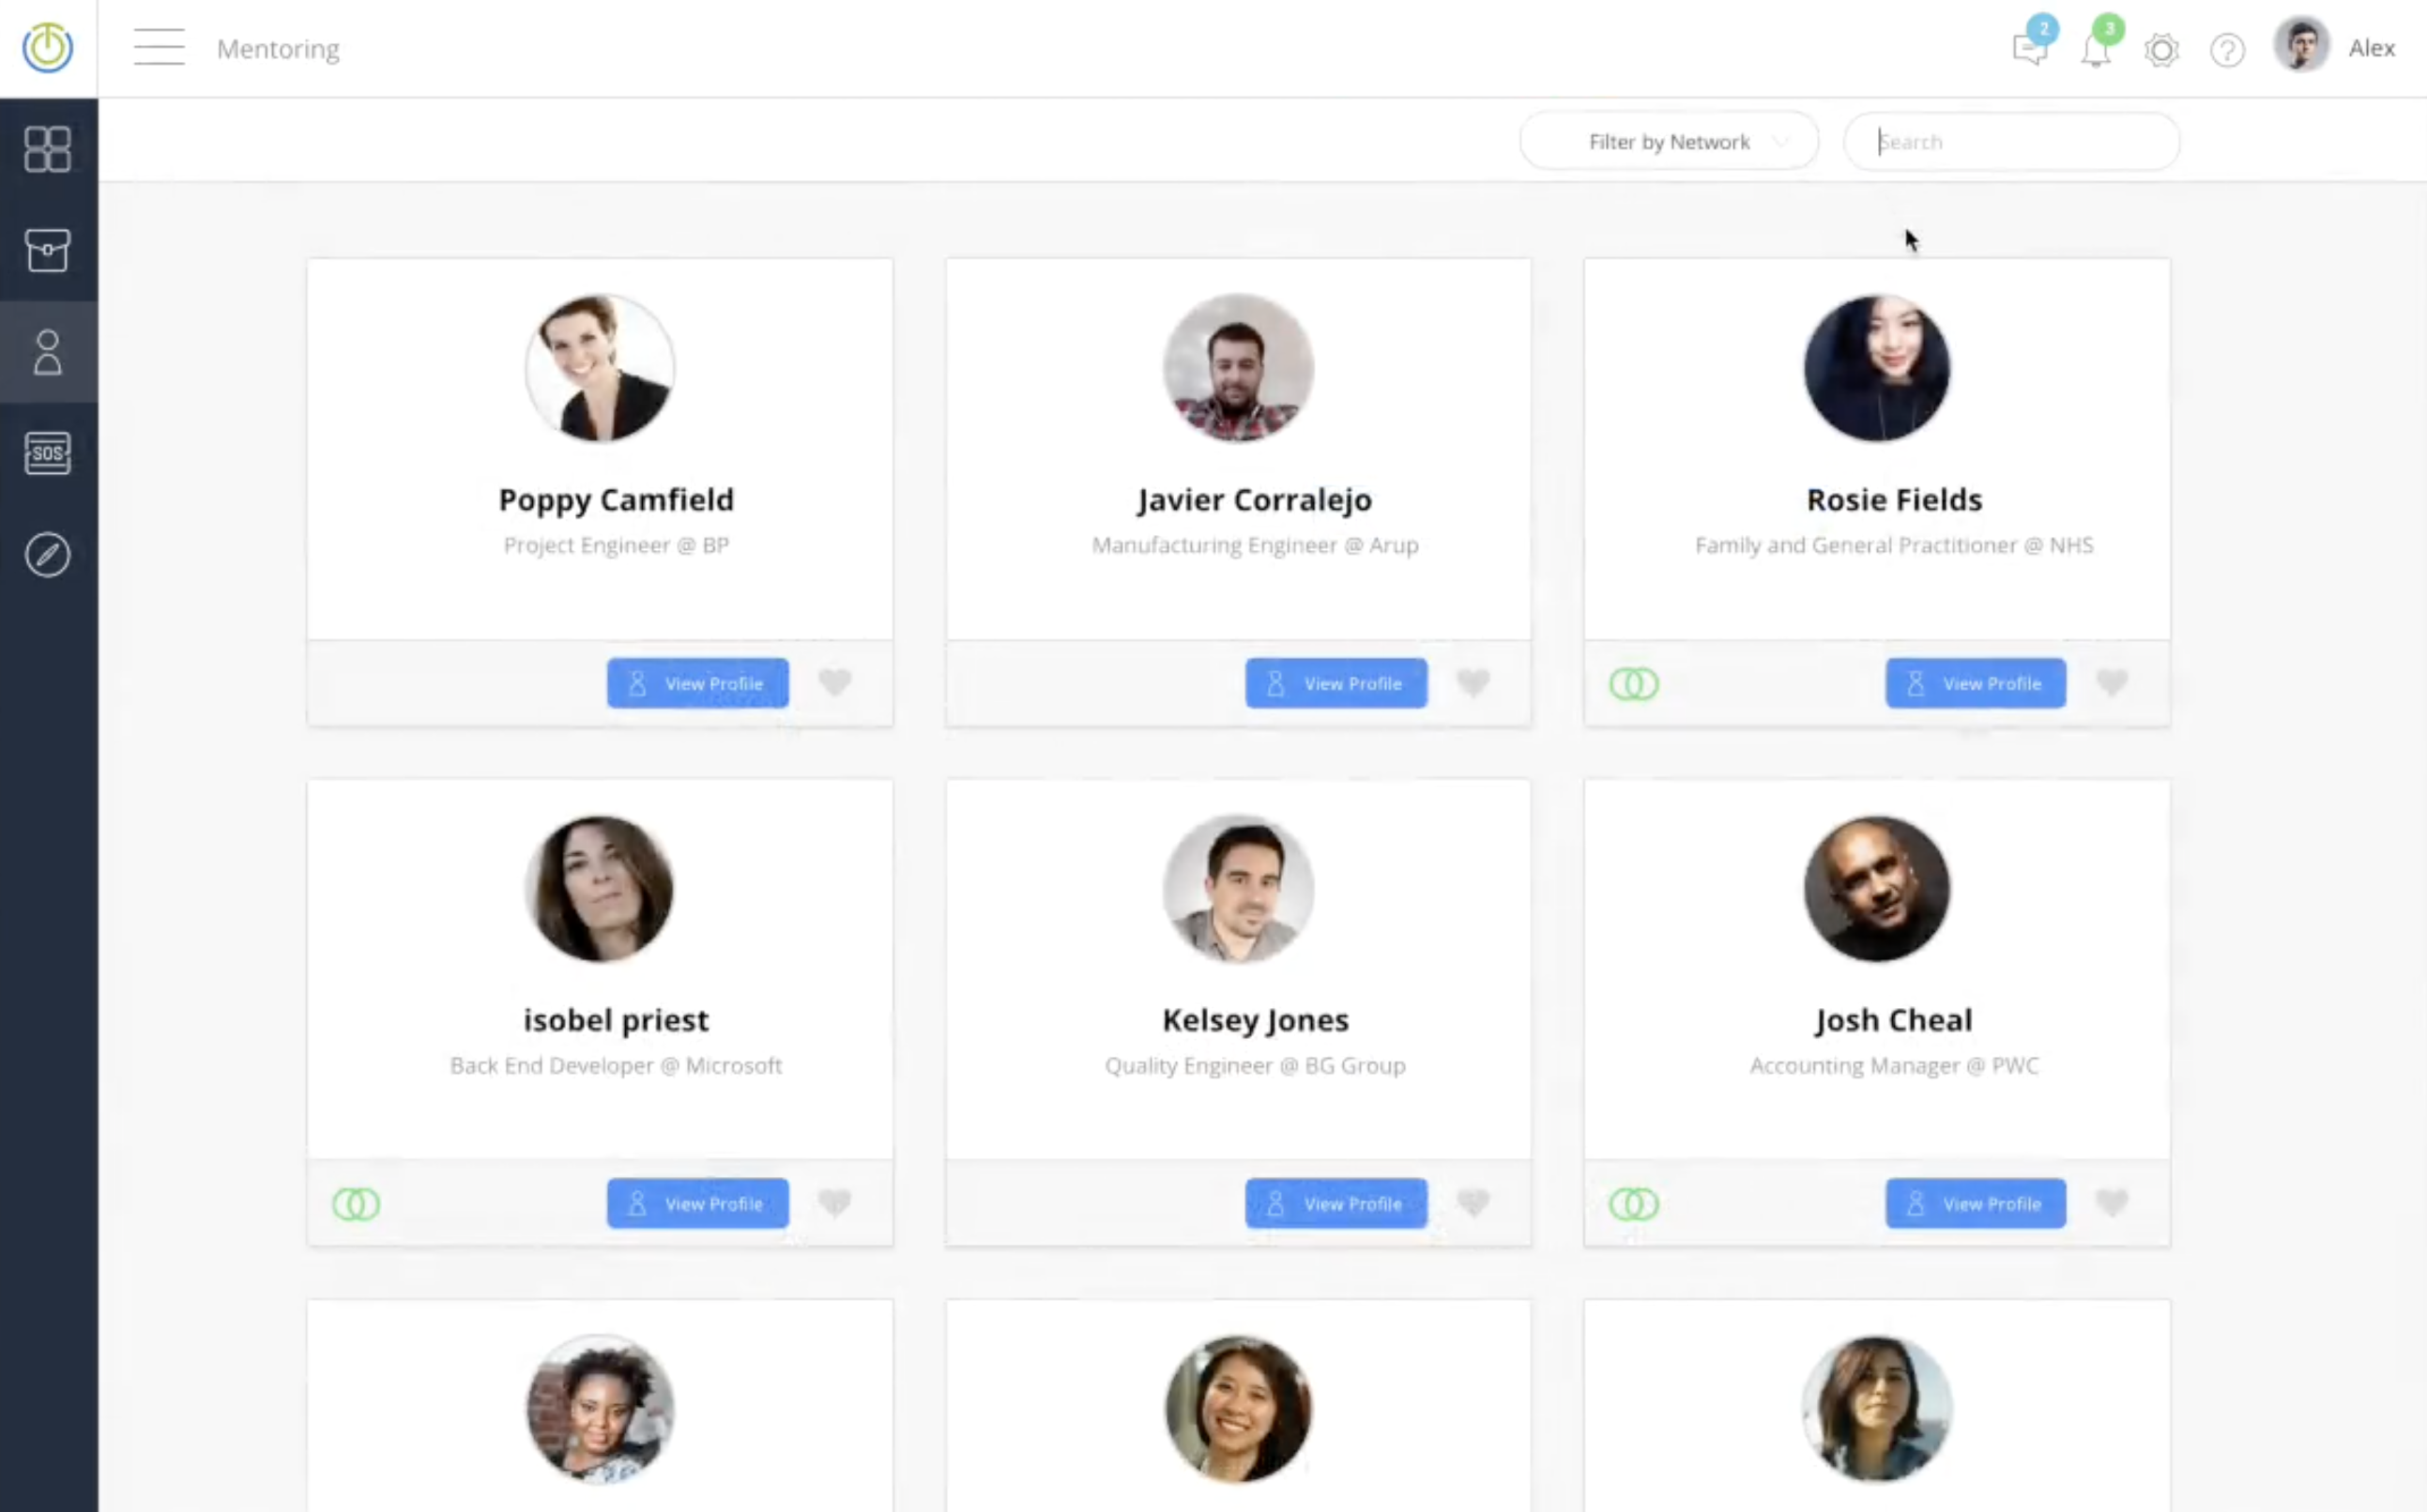 Mentoring
2
3
Alex
Filter by Network
Search
Poppy Camfield
Project Engineer @ BP
View Profile
Javier Corralejo
Manufacturing Engineer @ Arup
View Profile
Rosie Fields
Family and General Practitioner @ NHS
View Profile
SOS
isobel priest
Back End Developer @ Microsoft
View Profile
Kelsey Jones
Quality Engineer @ BG Group
View Profile
Josh Cheal
Accounting Manager @ PWC
View Profile